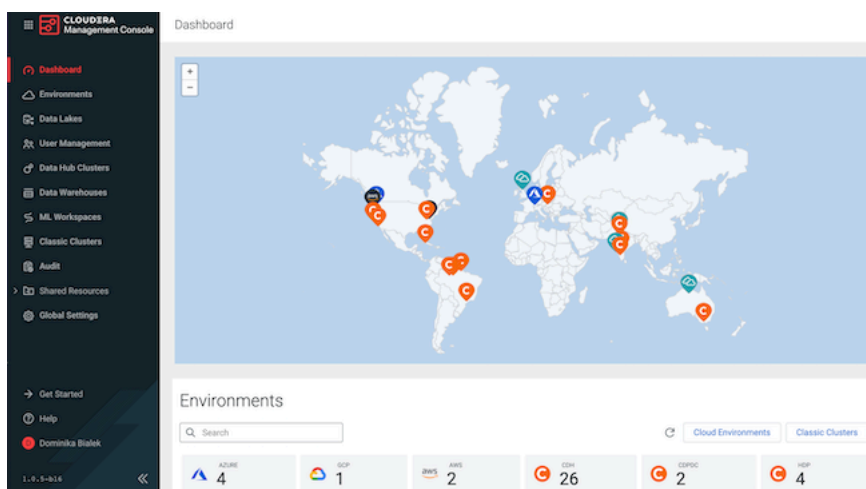 CLOUDERA
Management Console
Dashboard
Environments
Data Lakes
User Management
Data Hub Clusters
Data Warehouses
ML Workspaces
Classic Clusters
Audit
Shared Resources
Global Settings
Get Started
Help
Dominika Bialek
1.0.5-b16
Dashboard
+
−
aws
Environments
Search
Cloud Environments
Classic Clusters
AZURE
4
GCP
1
aws
AWS
2
CDH
26
CDPDC
2
HDP
4